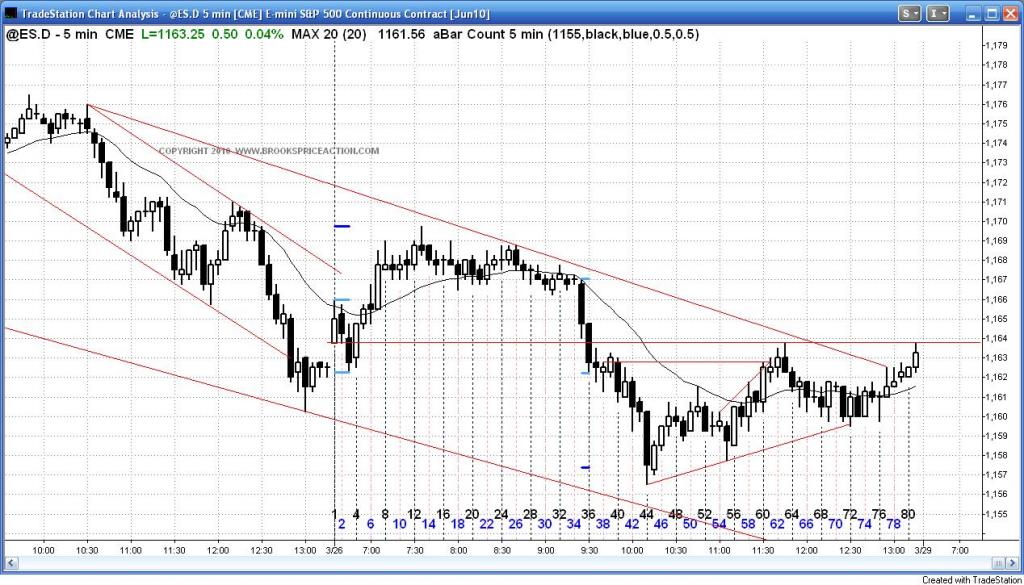 TradeStation Chart Analysis - @ES.D 5 min [CME] E-mini S&P 500 Continuous Contract [Jun10]
S
I
@ES.D - 5 min CME L=1163.25 0.50 0.04% MAX 20 (20) 1161.56 aBar Count 5 min (1155,black,blue,0.5,0.5)
1,179
1,178
1,177
1,176
1,175
1,174
COPYRIGHT 2010 WWW.BROOKSPRICEACTION.COM
1,173
1,172
1,171
1,170
1,169
1,168
1,167
1,166
1,165
1,164
1,163
1,162
1,161
1,160
1,159
1,158
1,157
1,156
1,155
1 4 8 12 16 20 24 28 32 36 40 44 48 52 56 60 64 68 72 76 80
2 6 10 14 18 22 26 30 34 38 42 46 50 54 58 62 66 70 74 78
10:00 10:30 11:00 11:30 12:00 12:30 13:00 3/26 7:00 7:30 8:00 8:30 9:00 9:30 10:00 10:30 11:00 11:30 12:00 12:30 13:00 3/29 7:00
Created with TradeStation